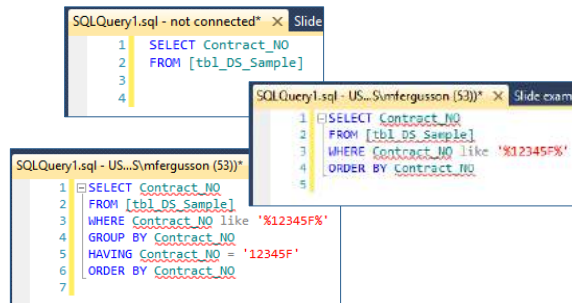 SQLQuery1.sql - not connected* × Slide
1 SELECT Contract_NO
2 FROM [tbl_DS_Sample]
3
4
SQLQuery1.sql - US...S\mfergusson (53))* × Slide exam
1 SELECT Contract_NO
2 FROM [tbl_DS_Sample]
3 WHERE Contract_NO like '%12345F%'
4 ORDER BY Contract_NO
5
SQLQuery1.sql - US...S\mfergusson (53))*
1 SELECT Contract_NO
2 FROM [tbl_DS_Sample]
3 WHERE Contract_NO like '%12345F%'
4 GROUP BY Contract_NO
5 HAVING Contract_NO = '12345F'
6 ORDER BY Contract_NO
7